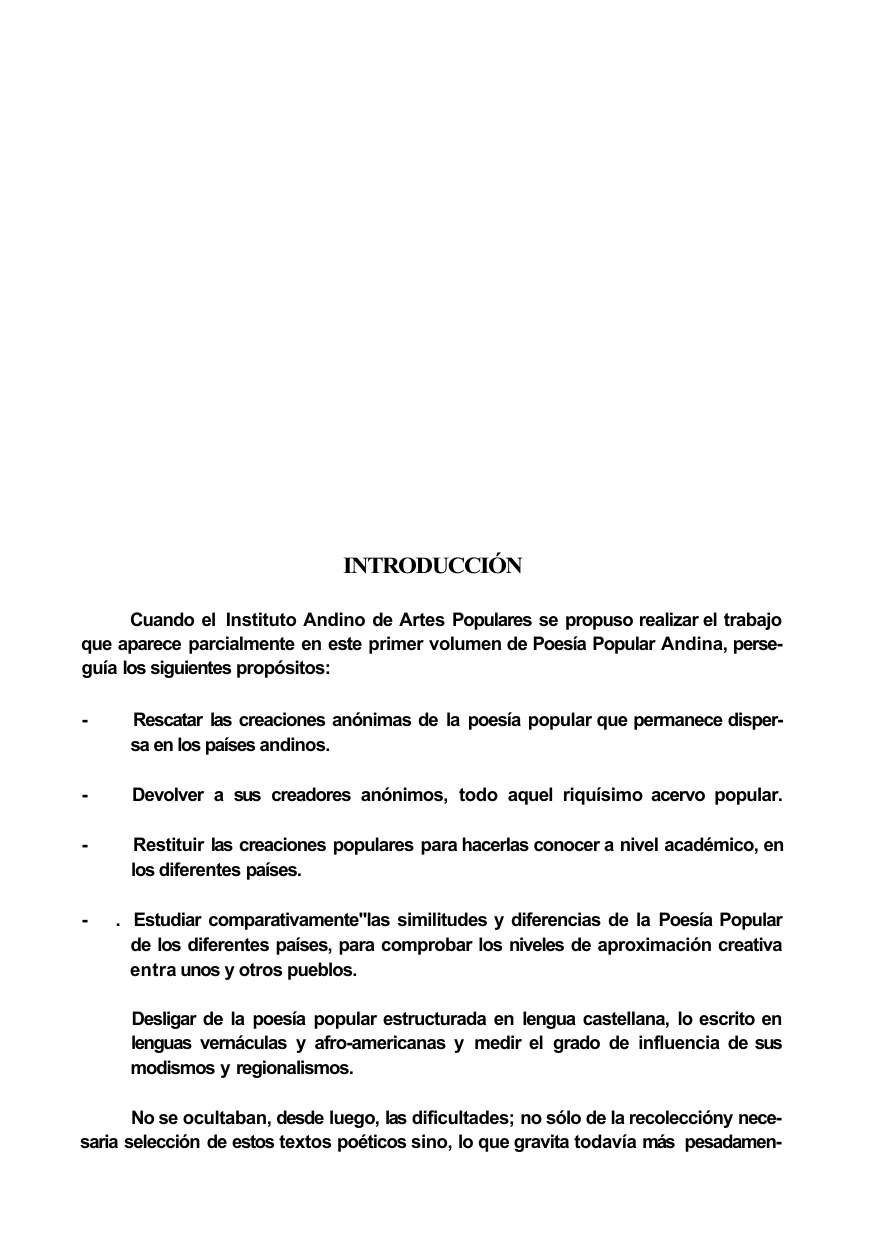 INTRODUCCIÓN
Cuando el Instituto Andino de Artes Populares se propuso realizar el trabajo
que aparece parcialmente en este primer volumen de Poesía Popular Andina, perse-
guía los siguientes propósitos:
- Rescatar las creaciones anónimas de la poesía popular que permanece disper-
sa en los países andinos.
- Devolver a sus creadores anónimos, todo aquel riquísimo acervo popular.
- Restituir las creaciones populares para hacerlas conocer a nivel académico, en
los diferentes países.
- . Estudiar comparativamente"las similitudes y diferencias de la Poesía Popular
de los diferentes países, para comprobar los niveles de aproximación creativa
entra unos y otros pueblos.
Desligar de la poesía popular estructurada en lengua castellana, lo escrito en
lenguas vernáculas y afro-americanas y medir el grado de influencia de sus
modismos y regionalismos.
No se ocultaban, desde luego, las dificultades; no sólo de la recoleccióny nece-
saria selección de estos textos poéticos sino, lo que gravita todavía más pesadamen-